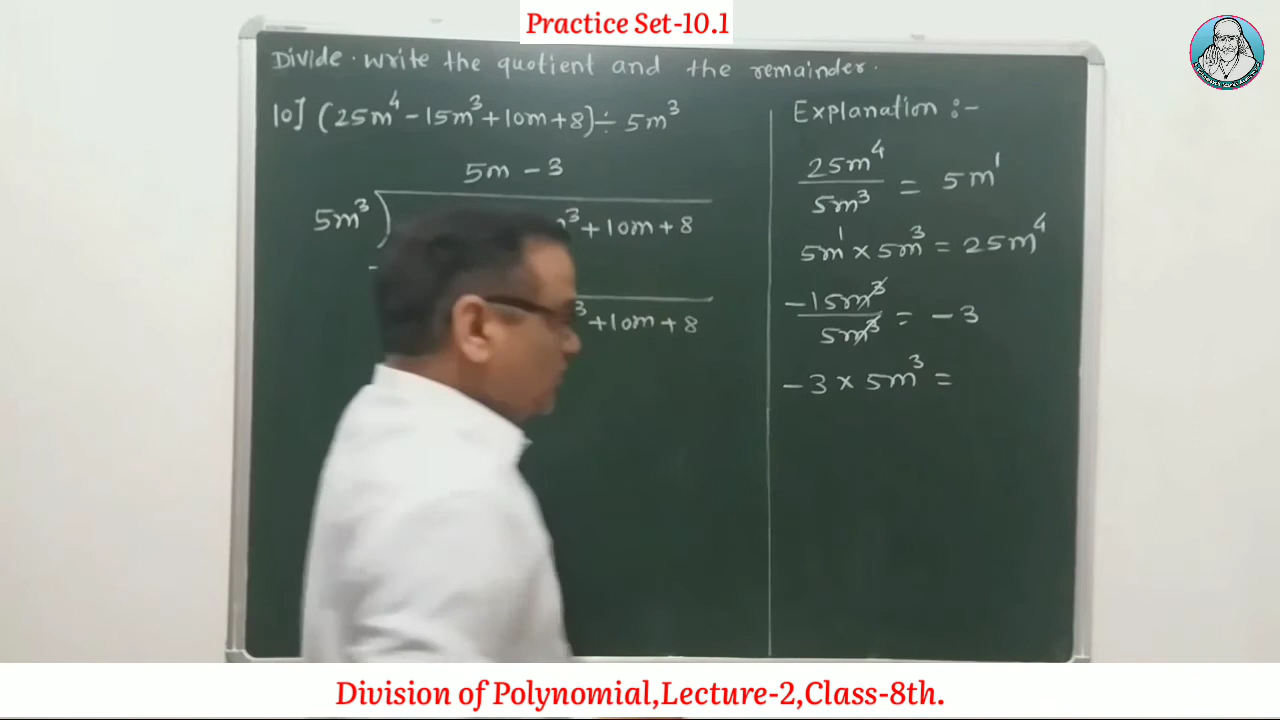 Practice Set-10.1
Divide. Write the quotient and the remainder.
10] (25m⁴ - 15m³ + 10m + 8) ÷ 5m³
5m - 3
5m³ ) ³ + 10m + 8
-
³ + 10m + 8
Explanation :-
25m⁴/5m³ = 5m¹
5m¹ × 5m³ = 25m⁴
-15m³/5m³ = -3
-3 × 5m³ =
Division of Polynomial,Lecture-2,Class-8th.